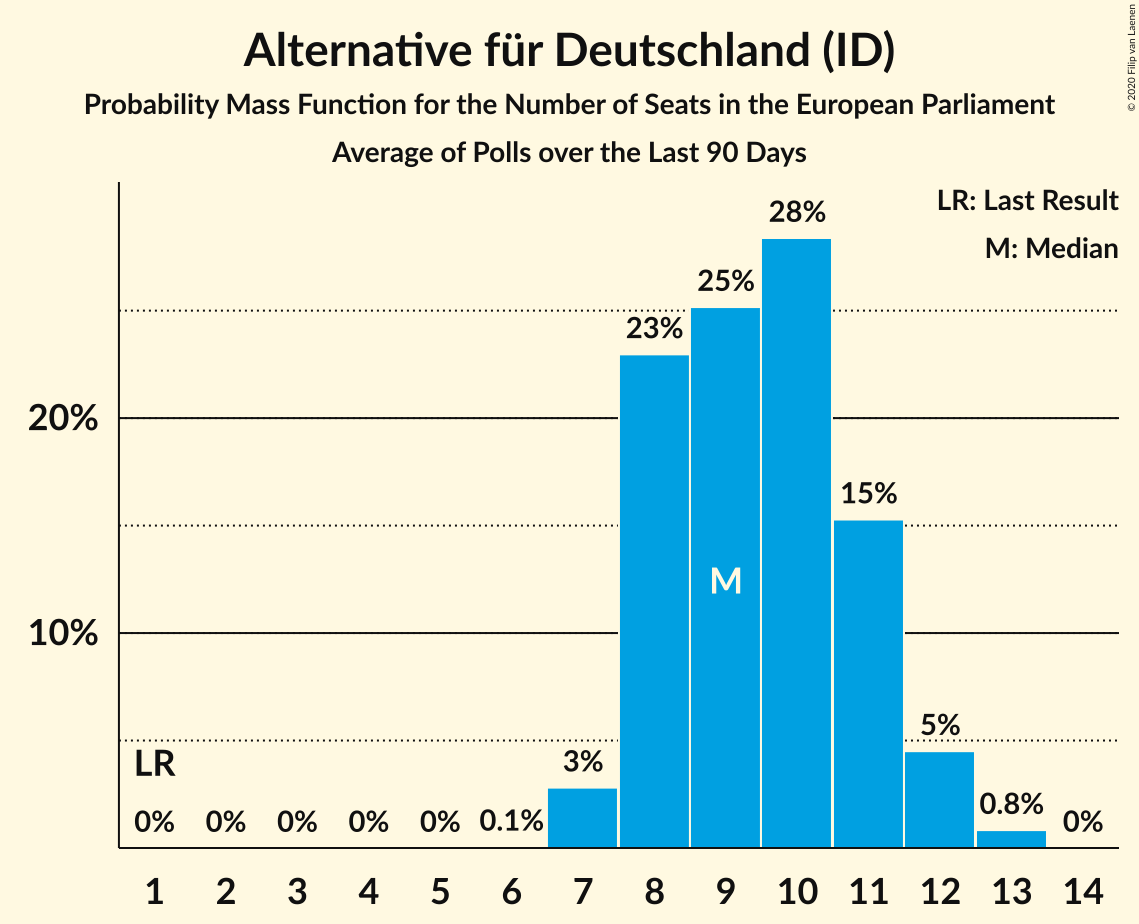 Alternative für Deutschland (ID)
Probability Mass Function for the Number of Seats in the European Parliament
Average of Polls over the Last 90 Days
© 2020 Filip van Laenen
LR: Last Result
M: Median
28%
25%
23%
20%
15%
M
10%
5%
LR
3%
0% 0% 0% 0% 0% 0.1% 0.8% 0%
1 2 3 4 5 6 7 8 9 10 11 12 13 14